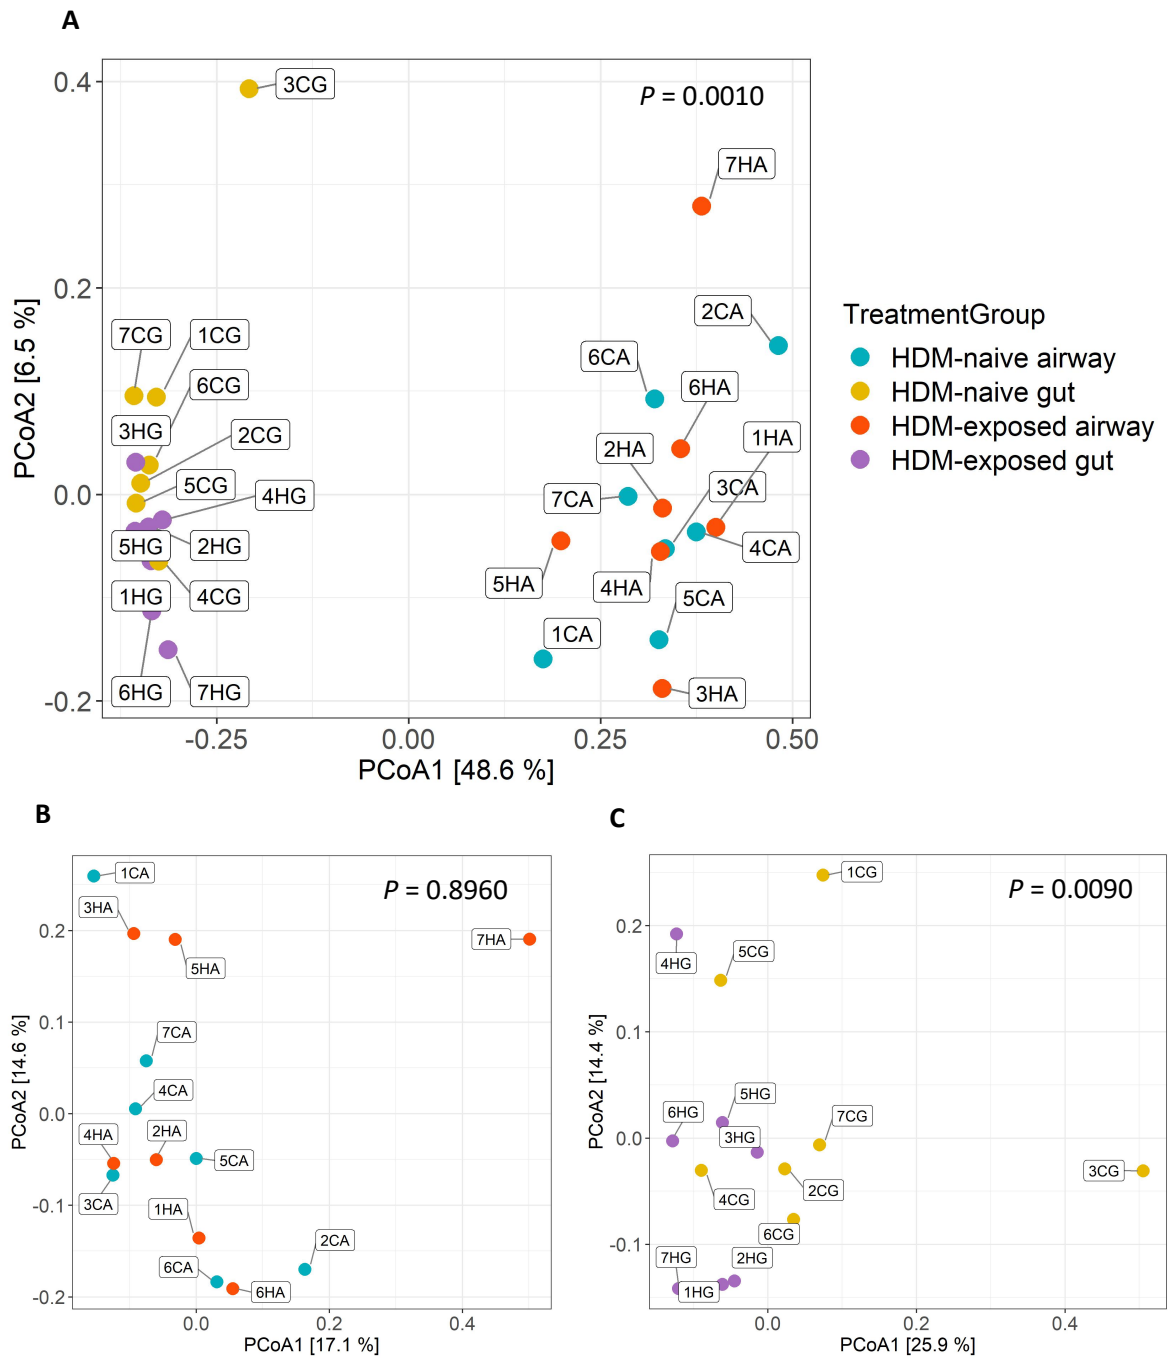 A
0.4
0.2
0.0
-0.2
PCoA2 [6.5 %]
3CG
P = 0.0010
7HA
2CA
7CG
1CG
6CA
6CG
6HA
3HG
2CG
2HA
1HA
5CG
4HG
7CA
3CA
5HG
2HG
4CA
5HA
4HA
1HG
4CG
5CA
1CA
6HG
7HG
3HA
-0.25
0.00
0.25
0.50
PCoA1 [48.6 %]
TreatmentGroup
HDM-naive airway
HDM-naive gut
HDM-exposed airway
HDM-exposed gut
B
0.2
0.1
0.0
-0.1
-0.2
PCoA2 [14.6 %]
1CA
P = 0.8960
3HA
7HA
5HA
7CA
4CA
4HA
2HA
5CA
3CA
1HA
2CA
6CA
6HA
0.0
0.2
0.4
PCoA1 [17.1 %]
C
0.2
0.1
0.0
-0.1
PCoA2 [14.4 %]
1CG
P = 0.0090
4HG
5CG
5HG
6HG
7CG
3HG
3CG
4CG
2CG
6CG
7HG
2HG
1HG
0.0
0.2
0.4
PCoA1 [25.9 %]